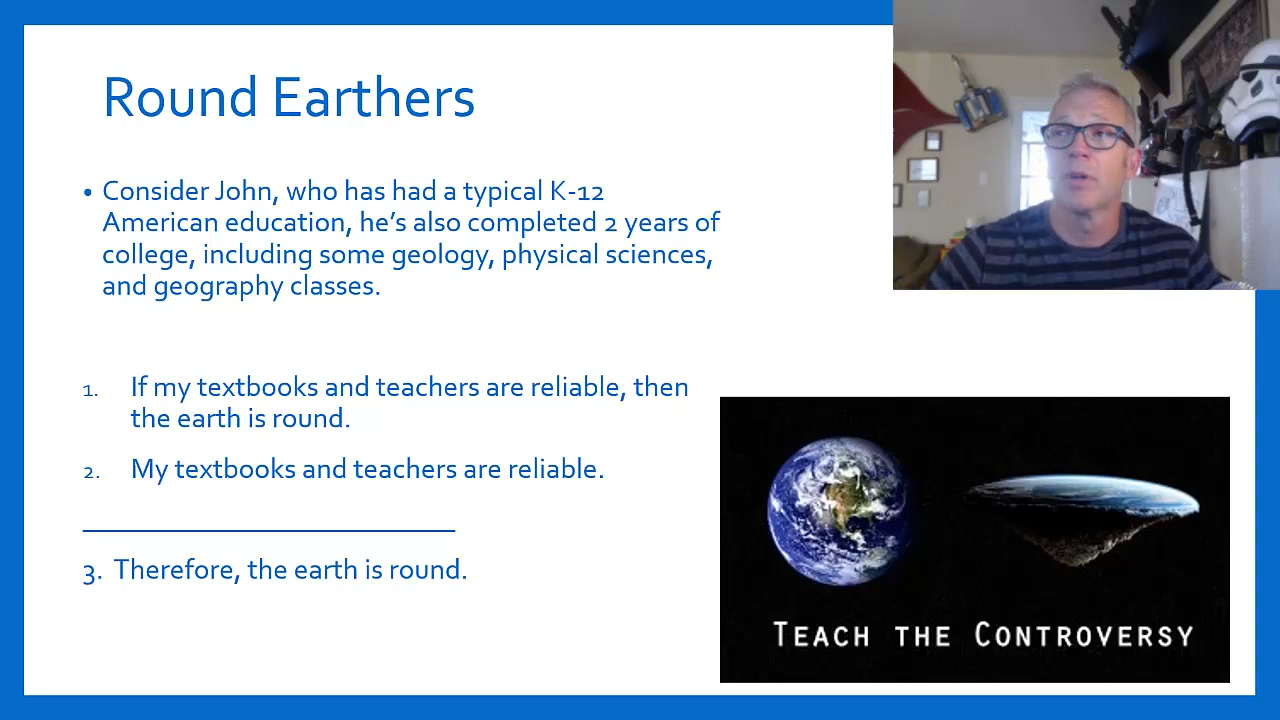 Round Earthers
• Consider John, who has had a typical K-12
American education, he's also completed 2 years of
college, including some geology, physical sciences,
and geography classes.
1. If my textbooks and teachers are reliable, then
the earth is round.
2. My textbooks and teachers are reliable.
3. Therefore, the earth is round.
Teach the Controversy